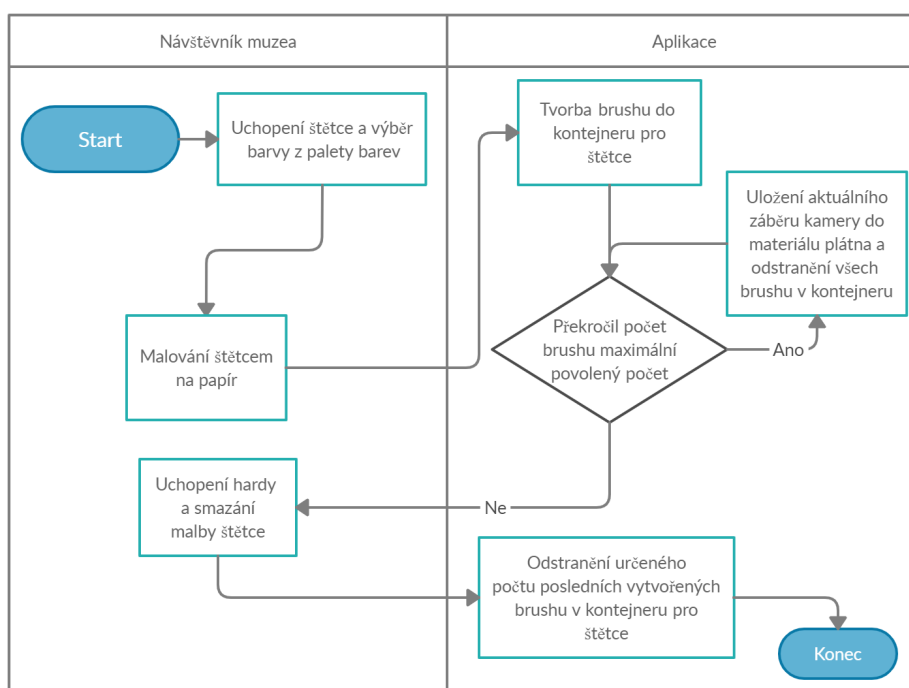 Návštěvník muzea
Aplikace
Start
Uchopení štětce a výběr
barvy z palety barev
Tvorba brushu do
kontejneru pro
štětce
Uložení aktuálního
záběru kamery do
materiálu plátna a
odstranění všech
brushu v kontejneru
Malování štětcem
na papír
Překročil počet
brushu maximální
povolený počet
Ano
Uchopení hardy
a smazání
malby štětce
Ne
Odstranění určeného
počtu posledních vytvořených
brushu v kontejneru pro
štětce
Konec